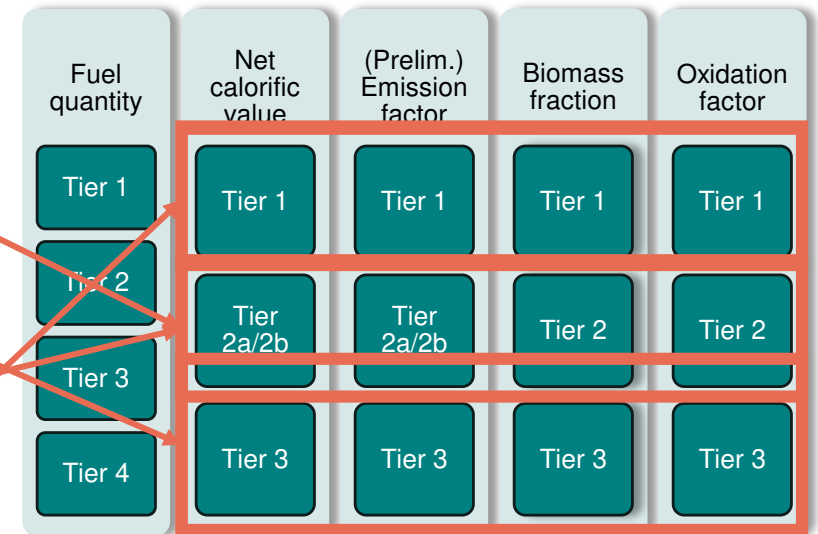 Fuel
quantity
Net
calorific
value
(Prelim.)
Emission
factor
Biomass
fraction
Oxidation
factor
Tier 1
Tier 2
Tier 3
Tier 4
Tier 1
Tier 1
Tier 1
Tier 1
Tier
2a/2b
Tier
2a/2b
Tier 2
Tier 2
Tier 3
Tier 3
Tier 3
Tier 3